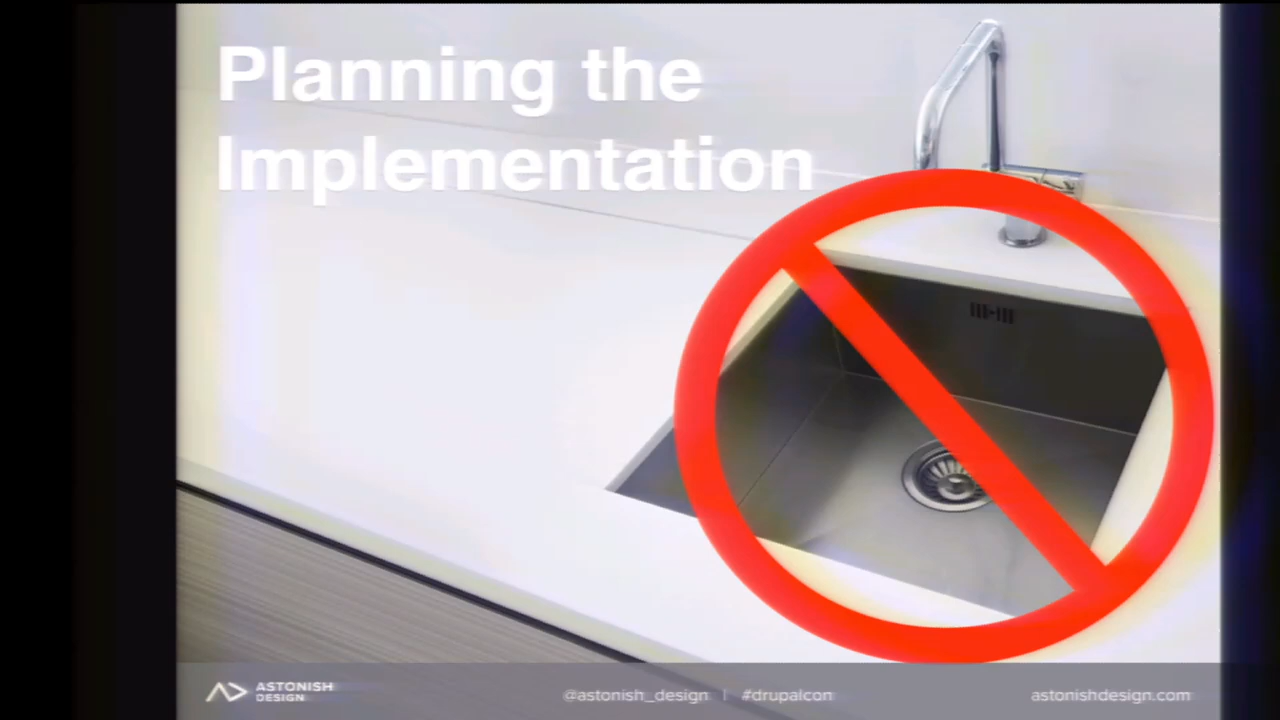 Planning the
Implementation
ASTONISH
DESIGN
@astonish_design | #drupalcon
astonishdesign.com